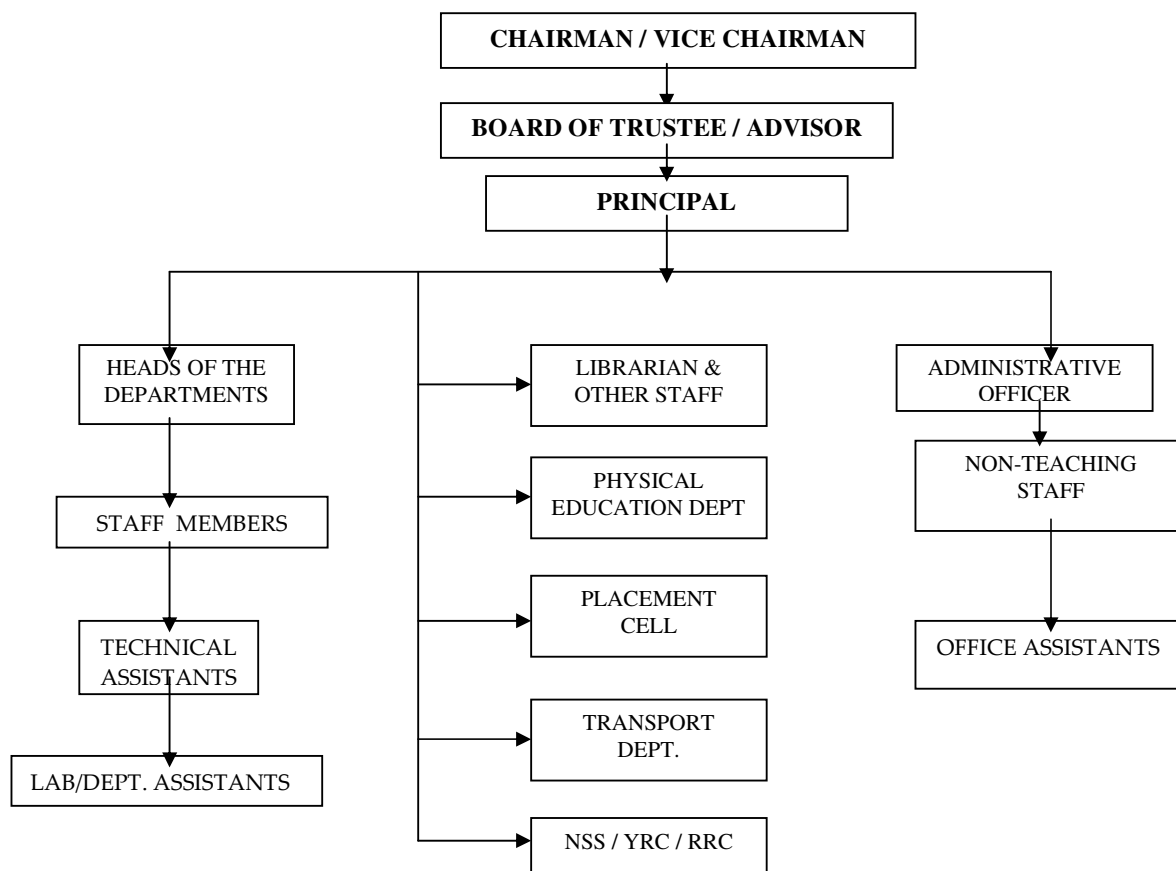 CHAIRMAN / VICE CHAIRMAN
BOARD OF TRUSTEE / ADVISOR
PRINCIPAL
HEADS OF THE
DEPARTMENTS
STAFF MEMBERS
TECHNICAL
ASSISTANTS
LAB/DEPT. ASSISTANTS
LIBRARIAN &
OTHER STAFF
PHYSICAL
EDUCATION DEPT
PLACEMENT
CELL
TRANSPORT
DEPT.
NSS / YRC / RRC
ADMINISTRATIVE
OFFICER
NON-TEACHING
STAFF
OFFICE ASSISTANTS